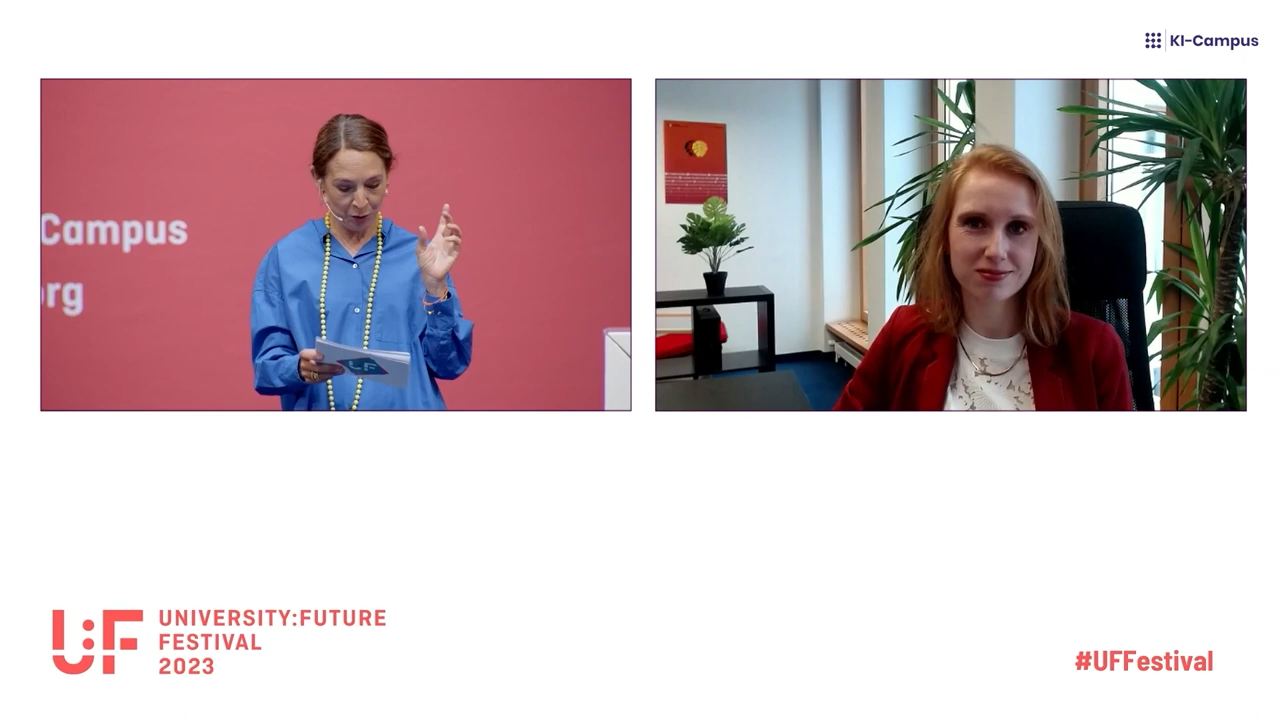 KI-Campus
Campus
org
U:F
UNIVERSITY:FUTURE
FESTIVAL
2023
#UFFestival